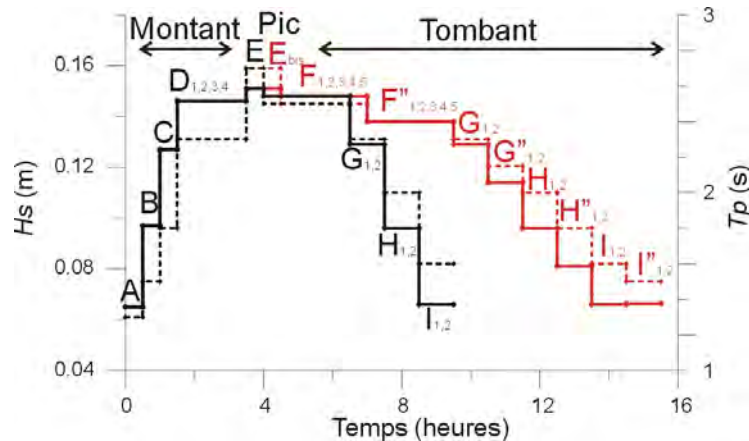 Montant Pic Tombant
3
0.16
E E bis
D 1,2,3,4 F 1,2,3,4,5
F" 1,2,3,4,5
C G 1,2
G" 1,2
G 1,2
0.12
H 1,2
B
2
H" 1,2
H 1,2
I 1,2
I" 1,2
0.08
A
I 1,2
0.04
1
0 4 8 12 16
Temps (heures)
Hs (m)
Tp (s)